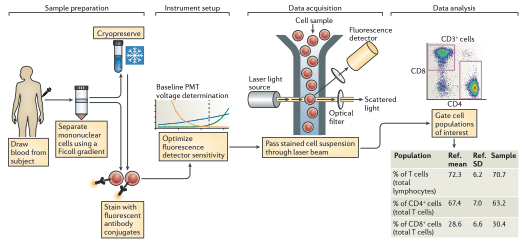 Sample preparation
Instrument setup
Data acquisition
Data analysis
Cryopreserve
Draw
blood from
subject
Separate
mononuclear
cells using a
Ficoll gradient
Stain with
fluorescent
antibody
conjugates
Baseline PMT
voltage determination
Optimize
fluorescence
detector sensitivity
Cell sample
Fluorescence
detector
Laser light
source
Scattered
light
Optical
filter
Pass stained cell suspension
through laser beam
CD3⁺ cells
CD8
CD4
Gate cell
populations
of interest
Population Ref. mean Ref. SD Sample
% of T cells (total lymphocytes) 72.3 6.2 70.7
% of CD4⁺ cells (total T cells) 67.4 7.0 63.2
% of CD8⁺ cells (total T cells) 28.6 6.6 30.4